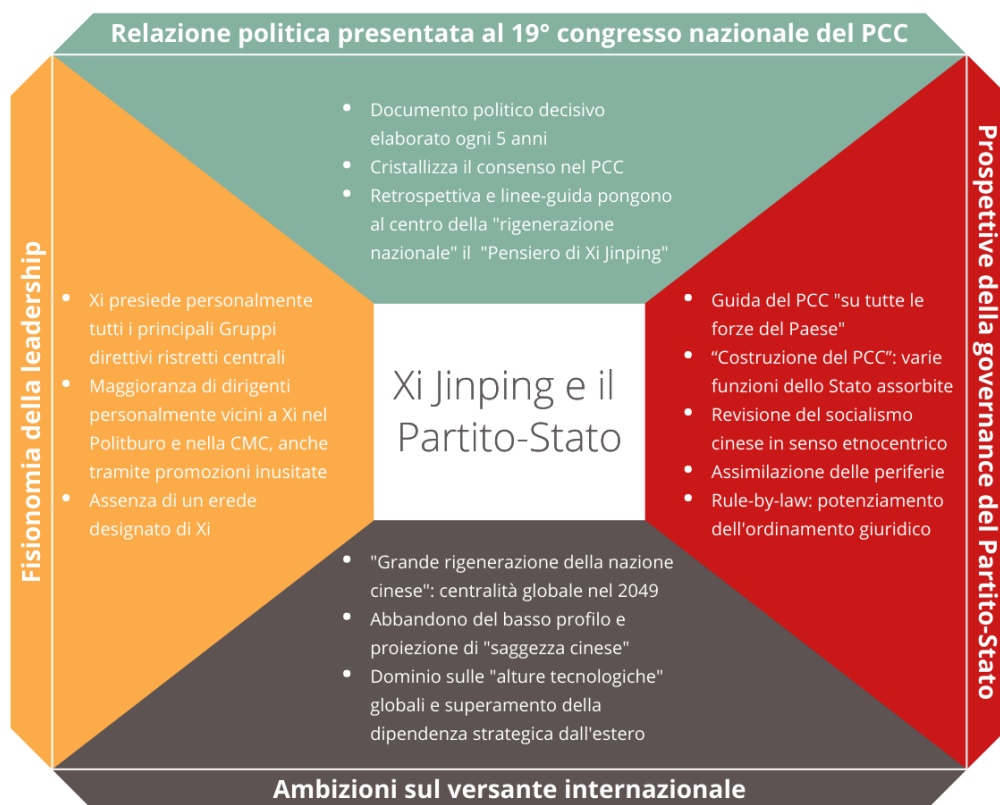 Relazione politica presentata al 19° congresso nazionale del PCC
• Documento politico decisivo
elaborato ogni 5 anni
• Cristallizza il consenso nel PCC
• Retrospettiva e linee-guida pongono
al centro della "rigenerazione
nazionale" il "Pensiero di Xi Jinping"
Fisionomia della leadership
• Xi presiede personalmente
tutti i principali Gruppi
direttivi ristretti centrali
• Maggioranza di dirigenti
personalmente vicini a Xi nel
Politburo e nella CMC, anche
tramite promozioni inusitate
• Assenza di un erede
designato di Xi
Xi Jinping e il
Partito-Stato
Prospettive della governance del Partito-Stato
• Guida del PCC "su tutte le
forze del Paese"
• “Costruzione del PCC”: varie
funzioni dello Stato assorbite
• Revisione del socialismo
cinese in senso etnocentrico
• Assimilazione delle periferie
• Rule-by-law: potenziamento
dell'ordinamento giuridico
• "Grande rigenerazione della nazione
cinese": centralità globale nel 2049
• Abbandono del basso profilo e
proiezione di "saggezza cinese"
• Dominio sulle "alture tecnologiche"
globali e superamento della
dipendenza strategica dall'estero
Ambizioni sul versante internazionale